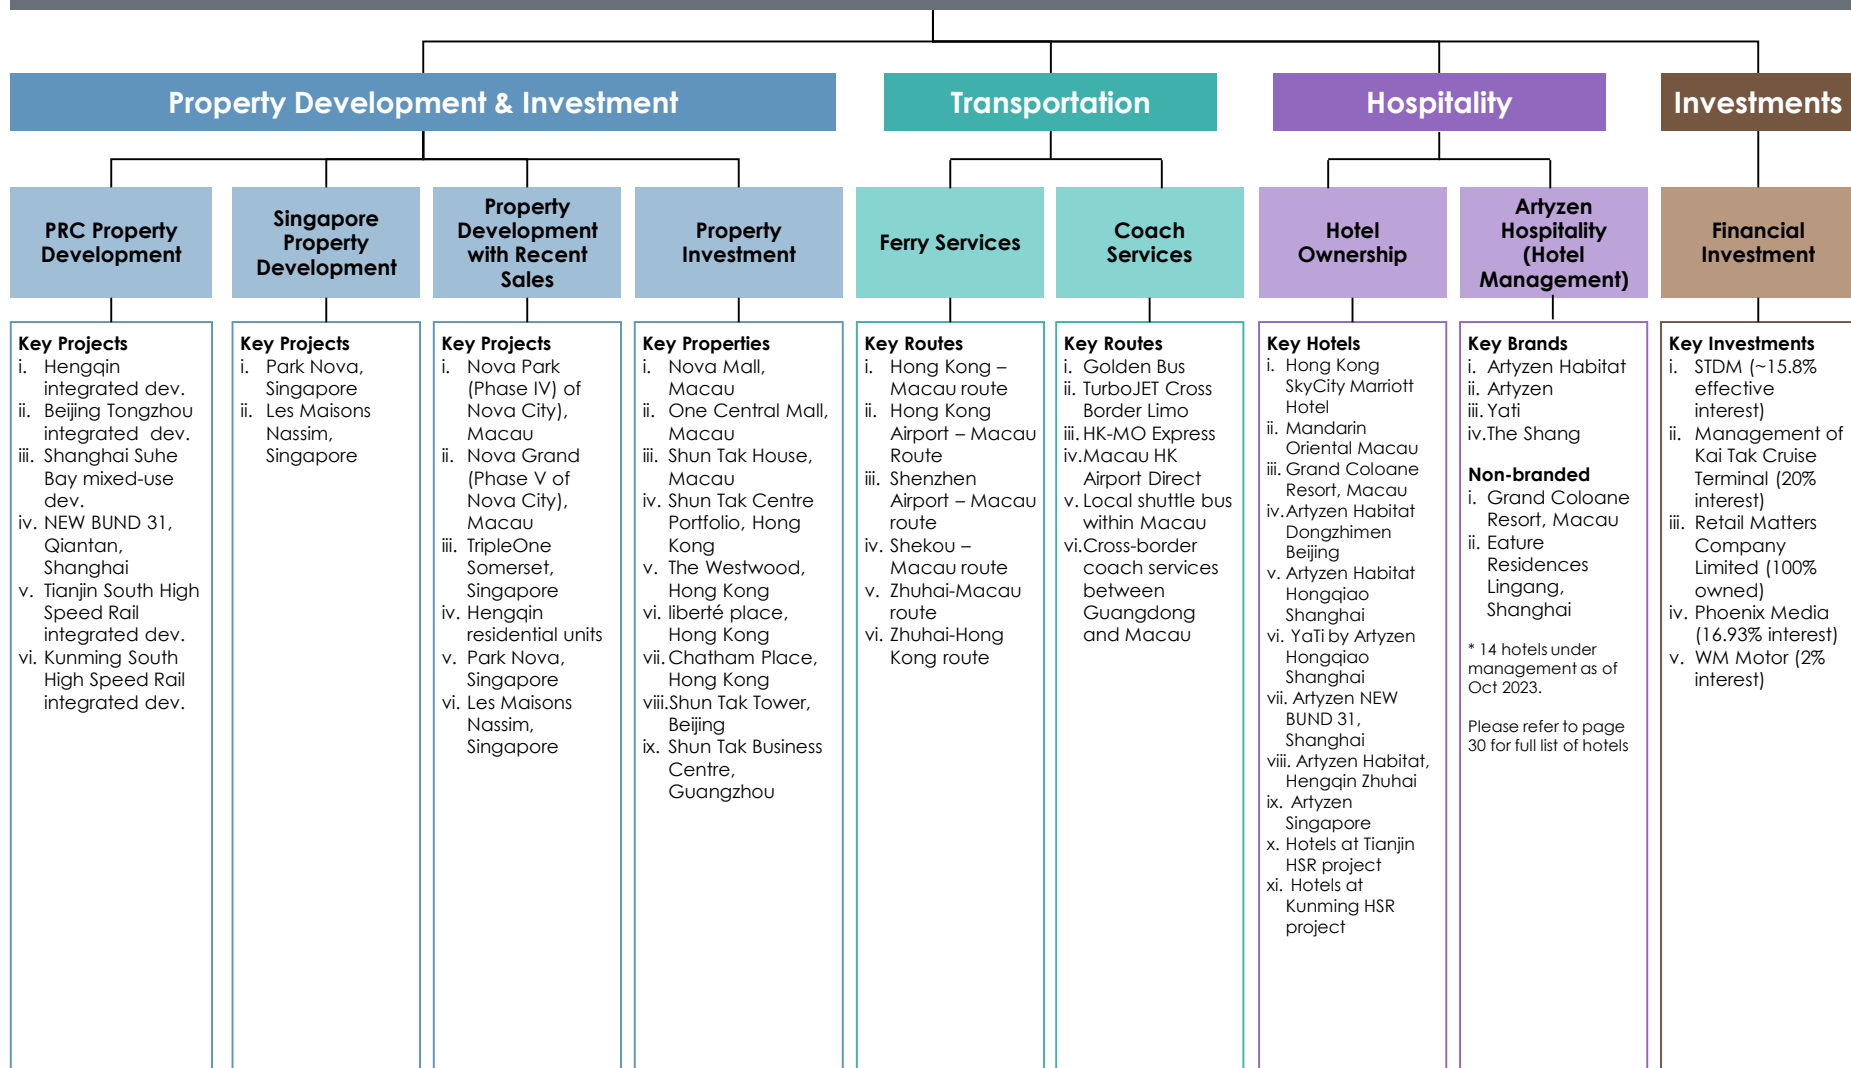 Property Development & Investment
Transportation
Hospitality
Investments
PRC Property
Development
Singapore
Property
Development
Property
Development
with Recent
Sales
Property
Investment
Ferry Services
Coach
Services
Hotel
Ownership
Artyzen
Hospitality
(Hotel
Management)
Financial
Investment
Key Projects
i. Hengqin
integrated dev.
ii. Beijing Tongzhou
integrated dev.
iii. Shanghai Suhe
Bay mixed-use
dev.
iv. NEW BUND 31,
Qiantan,
Shanghai
v. Tianjin South High
Speed Rail
integrated dev.
vi. Kunming South
High Speed Rail
integrated dev.
Key Projects
i. Park Nova,
Singapore
ii. Les Maisons
Nassim,
Singapore
Key Projects
i. Nova Park
(Phase IV) of
Nova City),
Macau
ii. Nova Grand
(Phase V of
Nova City),
Macau
iii. TripleOne
Somerset,
Singapore
iv. Hengqin
residential units
v. Park Nova,
Singapore
vi. Les Maisons
Nassim,
Singapore
Key Properties
i. Nova Mall,
Macau
ii. One Central Mall,
Macau
iii. Shun Tak House,
Macau
iv. Shun Tak Centre
Portfolio, Hong
Kong
v. The Westwood,
Hong Kong
vi. liberté place,
Hong Kong
vii. Chatham Place,
Hong Kong
viii.Shun Tak Tower,
Beijing
ix. Shun Tak Business
Centre,
Guangzhou
Key Routes
i. Hong Kong –
Macau route
ii. Hong Kong
Airport – Macau
Route
iii. Shenzhen
Airport – Macau
route
iv. Shekou –
Macau route
v. Zhuhai-Macau
route
vi. Zhuhai-Hong
Kong route
Key Routes
i. Golden Bus
ii. TurboJET Cross
Border Limo
iii. HK-MO Express
iv.Macau HK
Airport Direct
v. Local shuttle bus
within Macau
vi.Cross-border
coach services
between
Guangdong
and Macau
Key Hotels
i. Hong Kong
SkyCity Marriott
Hotel
ii. Mandarin
Oriental Macau
iii. Grand Coloane
Resort, Macau
iv.Artyzen Habitat
Dongzhimen
Beijing
v. Artyzen Habitat
Hongqiao
Shanghai
vi. YaTi by Artyzen
Hongqiao
Shanghai
vii. Artyzen NEW
BUND 31,
Shanghai
viii. Artyzen Habitat,
Hengqin Zhuhai
ix. Artyzen
Singapore
x. Hotels at Tianjin
HSR project
xi. Hotels at
Kunming HSR
project
Key Brands
i. Artyzen Habitat
ii. Artyzen
iii. Yati
iv.The Shang
Non-branded
i. Grand Coloane
Resort, Macau
ii. Eature
Residences
Lingang,
Shanghai
* 14 hotels under
management as of
Oct 2023.
Please refer to page
30 for full list of hotels
Key Investments
i. STDM (~15.8%
effective
interest)
ii. Management of
Kai Tak Cruise
Terminal (20%
interest)
iii. Retail Matters
Company
Limited (100%
owned)
iv. Phoenix Media
(16.93% interest)
v. WM Motor (2%
interest)